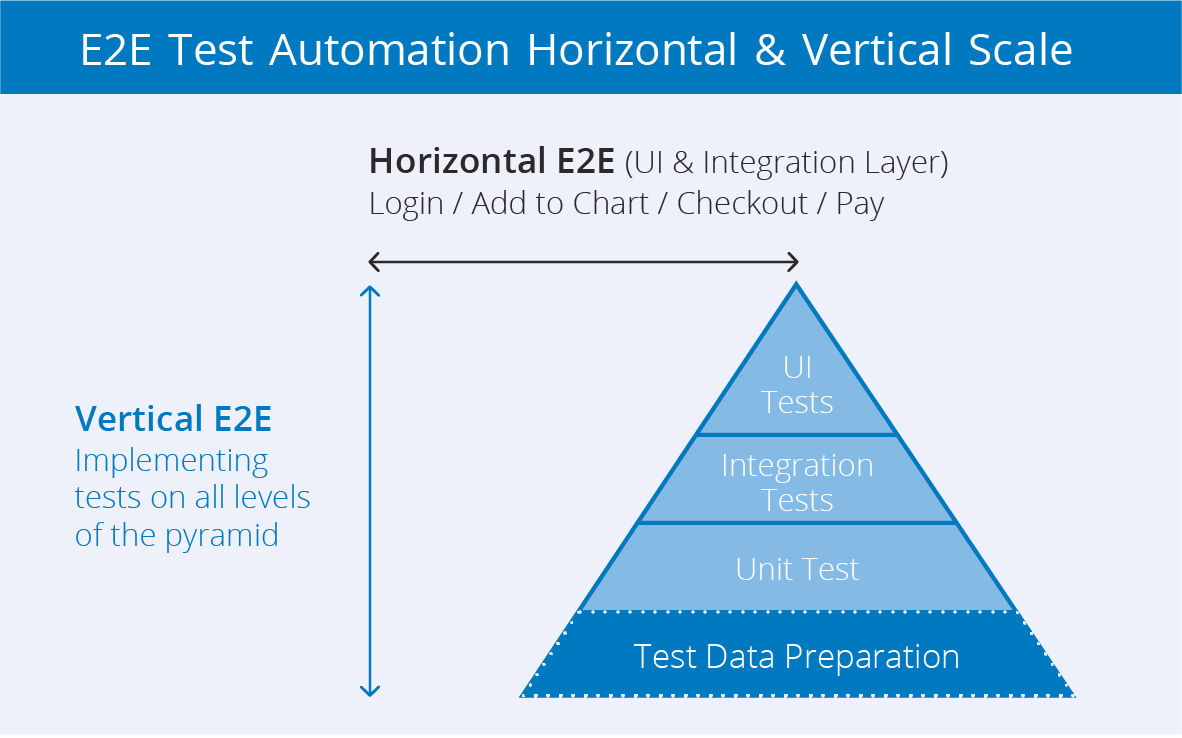 E2E Test Automation Horizontal & Vertical Scale
Horizontal E2E (UI & Integration Layer)
Login / Add to Chart / Checkout / Pay
Vertical E2E
Implementing
tests on all levels
of the pyramid
UI
Tests
Integration
Tests
Unit Test
Test Data Preparation